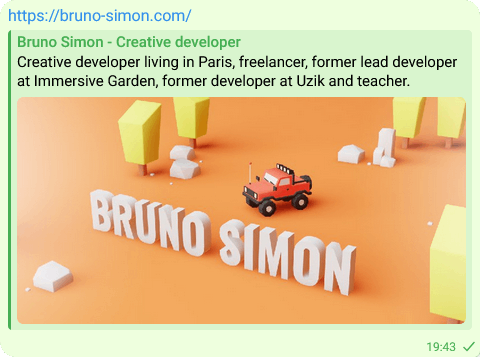 https://bruno-simon.com/
Bruno Simon - Creative developer
Creative developer living in Paris, freelancer, former lead developer
at Immersive Garden, former developer at Uzik and teacher.
BRUNO SIMON
19:43